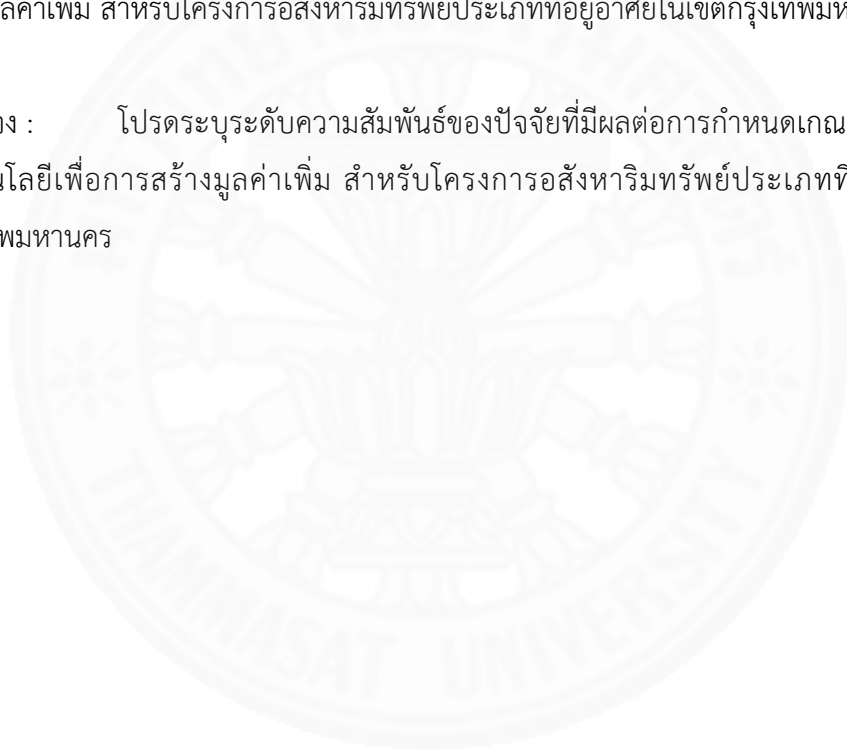 ลค่าเพิ่ม สำหรับโครงการอสังหาริมทรัพย์ประเภทที่อยู่อาศัยในเขตกรุงเทพมห
อง : โปรดระบุระดับความสัมพันธ์ของปัจจัยที่มีผลต่อการกำหนดเกณ
นโลยีเพื่อการสร้างมูลค่าเพิ่ม สำหรับโครงการอสังหาริมทรัพย์ประเภทที
พมหานคร
THAMMASAT UNIVERSITY